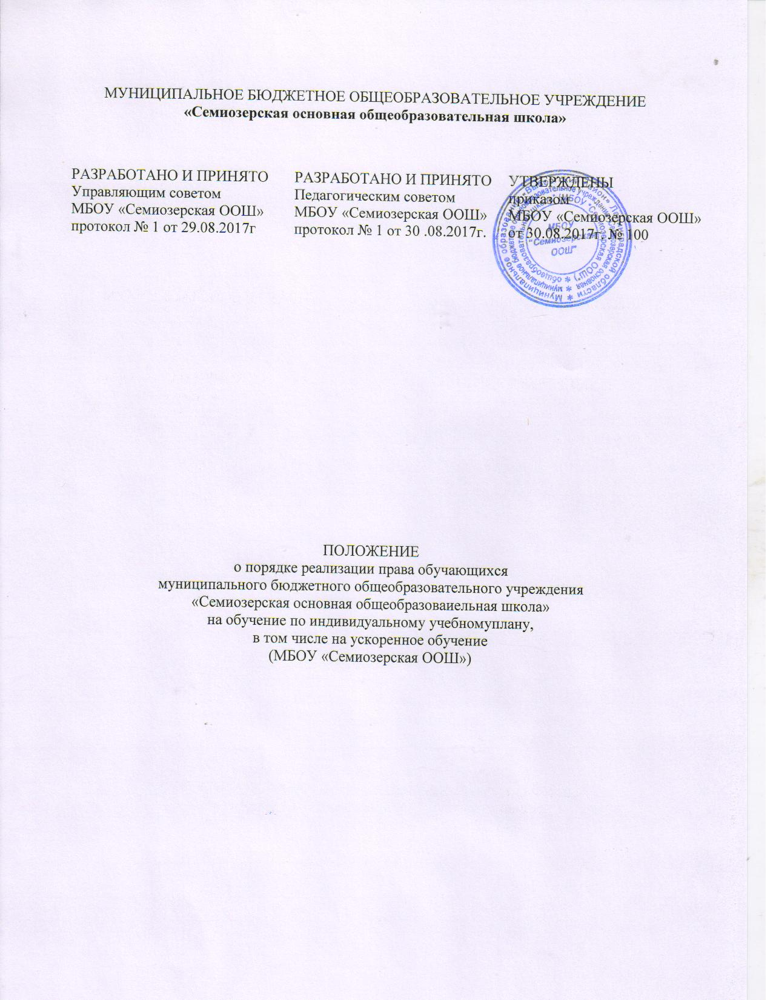 МУНИЦИПАЛЬНОЕ БЮДЖЕТНОЕ ОБЩЕОБРАЗОВАТЕЛЬНОЕ УЧРЕЖДЕНИЕ
«Семиозерская основная общеобразовательная школа»
РАЗРАБОТАНО И ПРИНЯТО
Управляющим советом
МБОУ «Семиозерская ООШ»
протокол № 1 от 29.08.2017г
РАЗРАБОТАНО И ПРИНЯТО
Педагогическим советом
МБОУ «Семиозерская ООШ»
протокол № 1 от 30 .08.2017г.
УТВЕРЖДЕНЫ
приказом
МБОУ «Семиозерская ООШ»
от 30.08.2017г. № 100
МБОУ
"Семиозерская
ООШ"
ПОЛОЖЕНИЕ
о порядке реализации права обучающихся
муниципального бюджетного общеобразовательного учреждения
«Семиозерская основная общеобразоваиельная школа»
на обучение по индивидуальному учебномуплану,
в том числе на ускоренное обучение
(МБОУ «Семиозерская ООШ»)